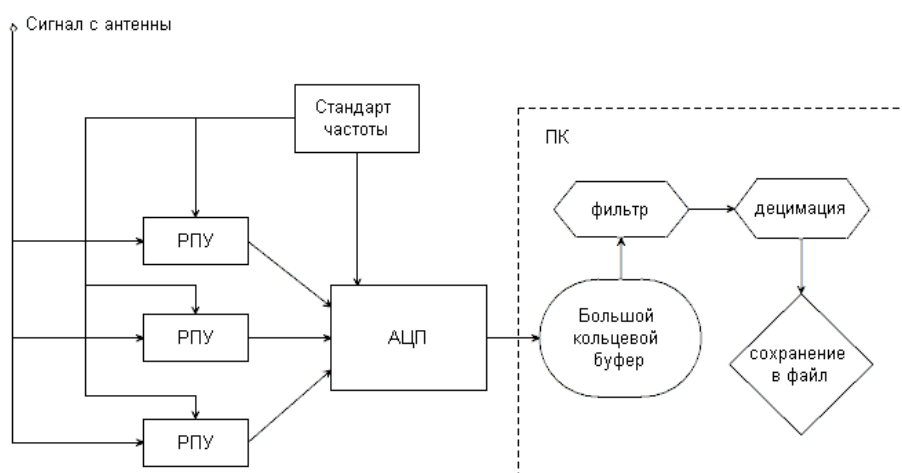 Сигнал с антенны
Стандарт
частоты
ПК
фильтр
децимация
РПУ
РПУ
АЦП
Большой
кольцевой
буфер
сохранение
в файл
РПУ